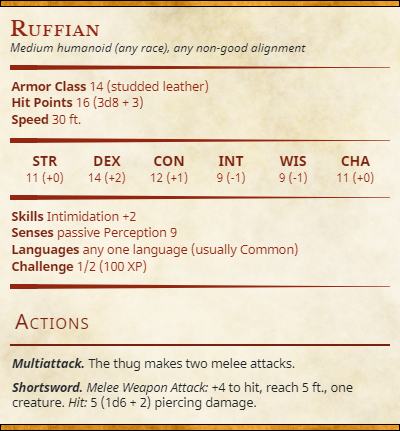 Ruffian
Medium humanoid (any race), any non-good alignment
Armor Class 14 (studded leather)
Hit Points 16 (3d8 + 3)
Speed 30 ft.
STR DEX CON INT WIS CHA
11 (+0) 14 (+2) 12 (+1) 9 (-1) 9 (-1) 11 (+0)
Skills Intimidation +2
Senses passive Perception 9
Languages any one language (usually Common)
Challenge 1/2 (100 XP)
Actions
Multiattack. The thug makes two melee attacks.
Shortsword. Melee Weapon Attack: +4 to hit, reach 5 ft., one
creature. Hit: 5 (1d6 + 2) piercing damage.